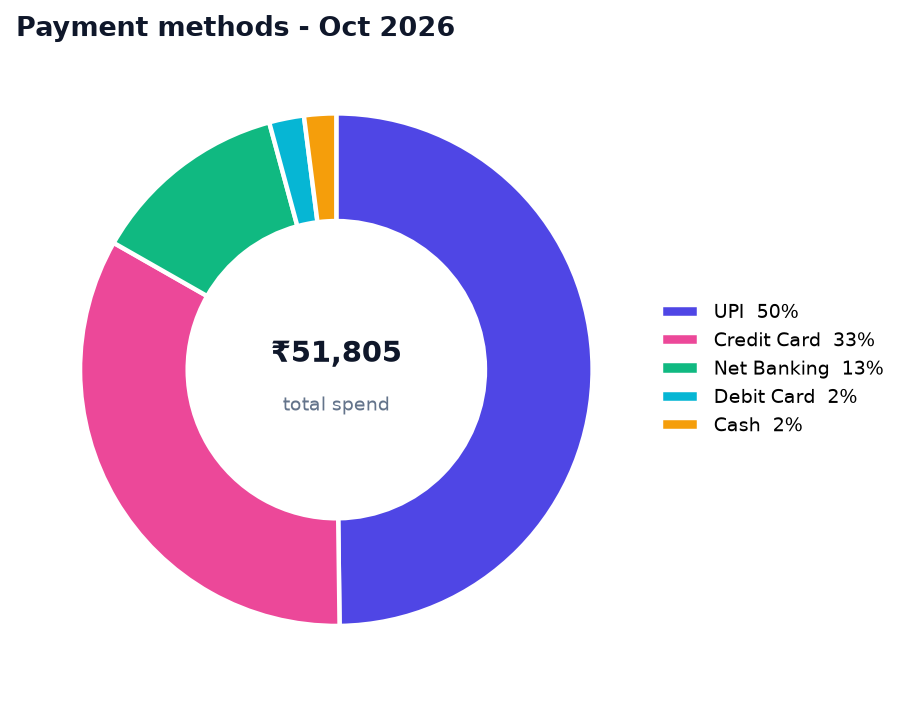 Payment methods - Oct 2026
₹51,805
total spend
UPI  50%
Credit Card  33%
Net Banking  13%
Debit Card  2%
Cash  2%